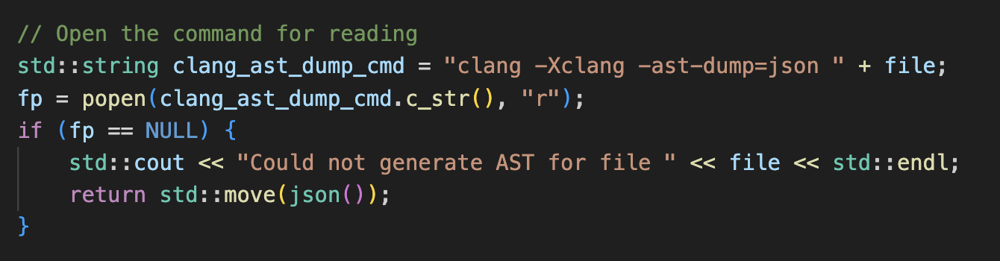 // Open the command for reading
std::string clang_ast_dump_cmd = "clang -Xclang -ast-dump=json " + file;
fp = popen(clang_ast_dump_cmd.c_str(), "r");
if (fp == NULL) {
    std::cout << "Could not generate AST for file " << file << std::endl;
    return std::move(json());
}